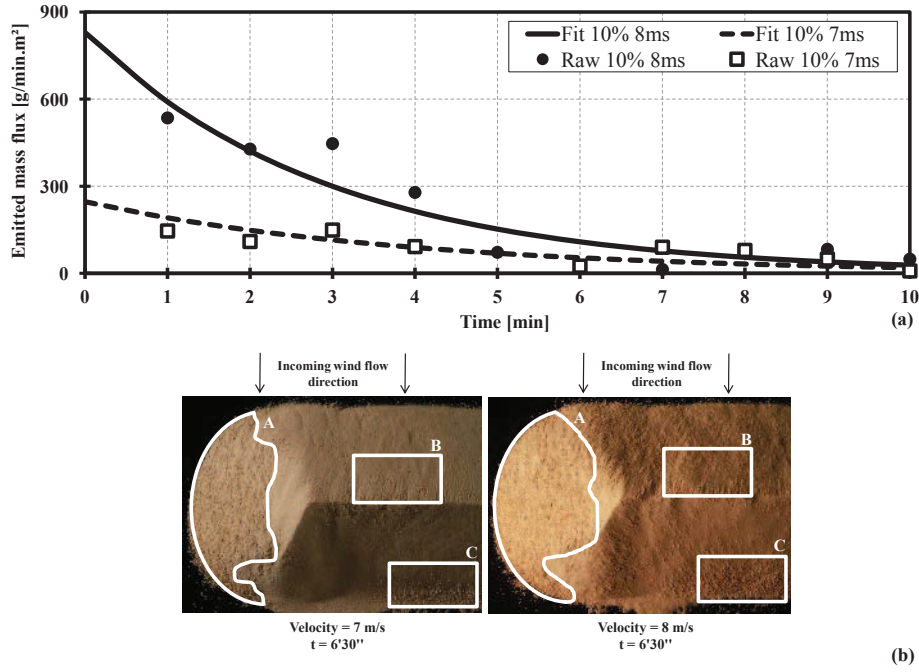 Emitted mass flux [g/min.m²]
900
600
300
0
Fit 10% 8ms
Fit 10% 7ms
Raw 10% 8ms
Raw 10% 7ms
0 1 2 3 4 5 6 7 8 9 10
Time [min]
(a)
Incoming wind flow
direction
Incoming wind flow
direction
A
B
C
A
B
C
Velocity = 7 m/s
t = 6'30''
Velocity = 8 m/s
t = 6'30''
(b)